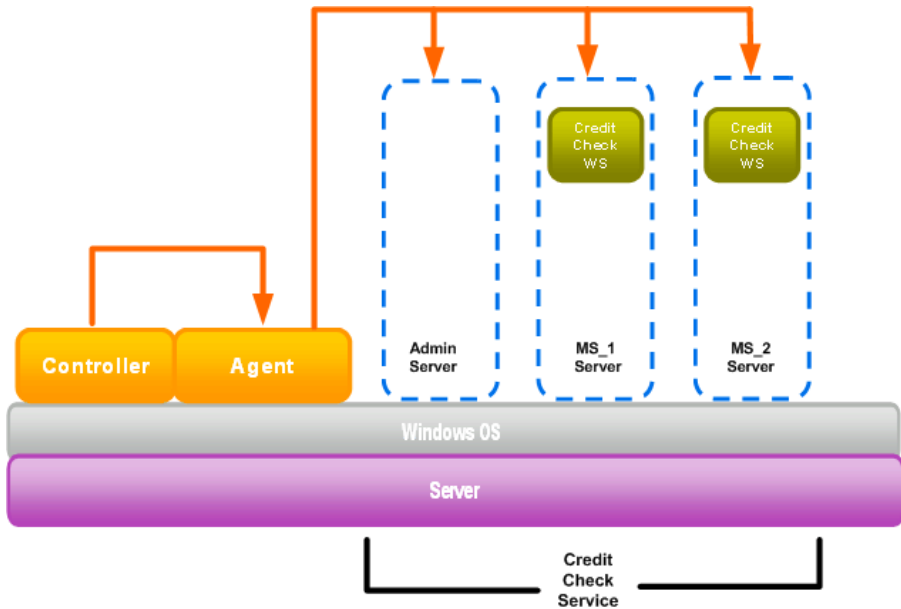 Credit
Check
WS
Credit
Check
WS
Admin
Server
MS_1
Server
MS_2
Server
Controller
Agent
Windows OS
Server
Credit
Check
Service